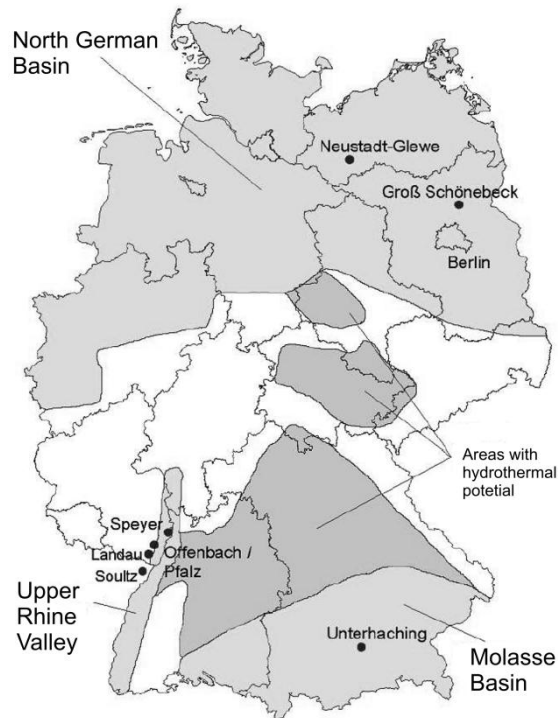 North German
Basin
Neustadt-Glewe
Groß Schönebeck
Berlin
Areas with
hydrothermal
potetial
Speyer
Landau
Offenbach /
Pfalz
Soultz
Upper
Rhine
Valley
Unterhaching
Molasse
Basin